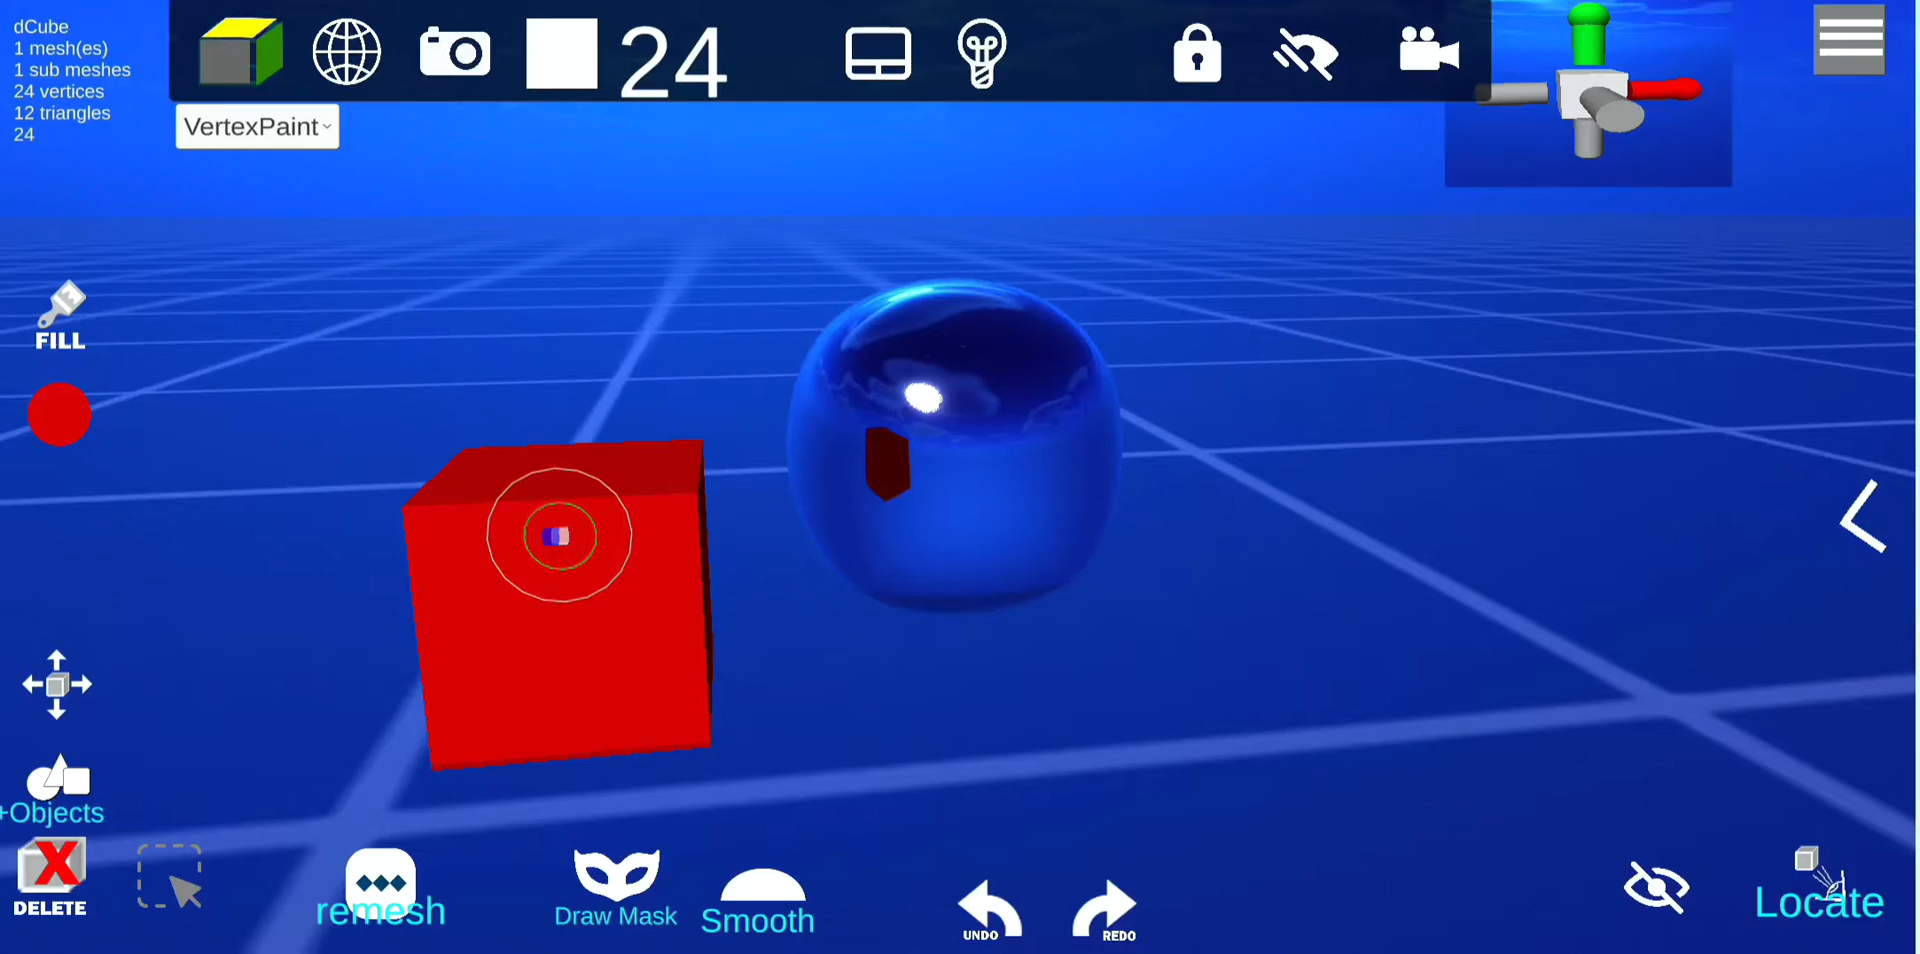 dCube
1 mesh(es)
1 sub meshes
24 vertices
12 triangles
24
24
VertexPaint
FILL
+Objects
DELETE
remesh
Draw Mask
Smooth
UNDO
REDO
Locate